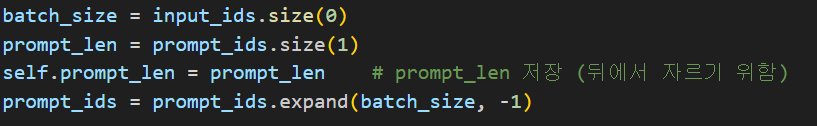 batch_size = input_ids.size(0)
prompt_len = prompt_ids.size(1)
self.prompt_len = prompt_len    # prompt_len 저장 (뒤에서 자르기 위함)
prompt_ids = prompt_ids.expand(batch_size, -1)